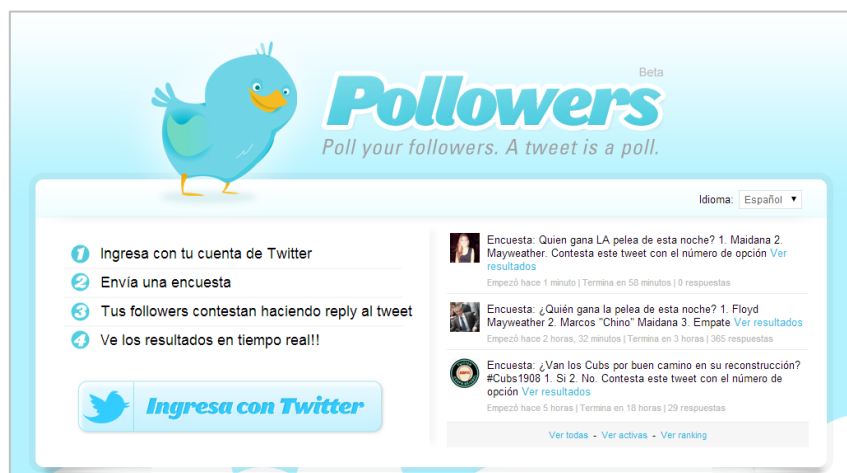 Beta
Pollowers
Poll your followers. A tweet is a poll.
Idioma: Español
1 Ingresa con tu cuenta de Twitter
2 Envía una encuesta
3 Tus followers contestan haciendo reply al tweet
4 Ve los resultados en tiempo real!!
Ingresa con Twitter
Encuesta: Quien gana LA pelea de esta noche? 1. Maidana 2.
Mayweather. Contesta este tweet con el número de opción Ver
resultados
Empezó hace 1 minuto | Termina en 58 minutos | 0 respuestas
Encuesta: ¿Quién gana la pelea de esta noche? 1. Floyd
Mayweather 2. Marcos "Chino" Maidana 3. Empate Ver resultados
Empezó hace 2 horas, 32 minutos | Termina en 3 horas | 365 respuestas
Encuesta: ¿Van los Cubs por buen camino en su reconstrucción?
#Cubs1908 1. Si 2. No. Contesta este tweet con el número de
opción Ver resultados
Empezó hace 5 horas | Termina en 18 horas | 29 respuestas
Ver todas - Ver activas - Ver ranking